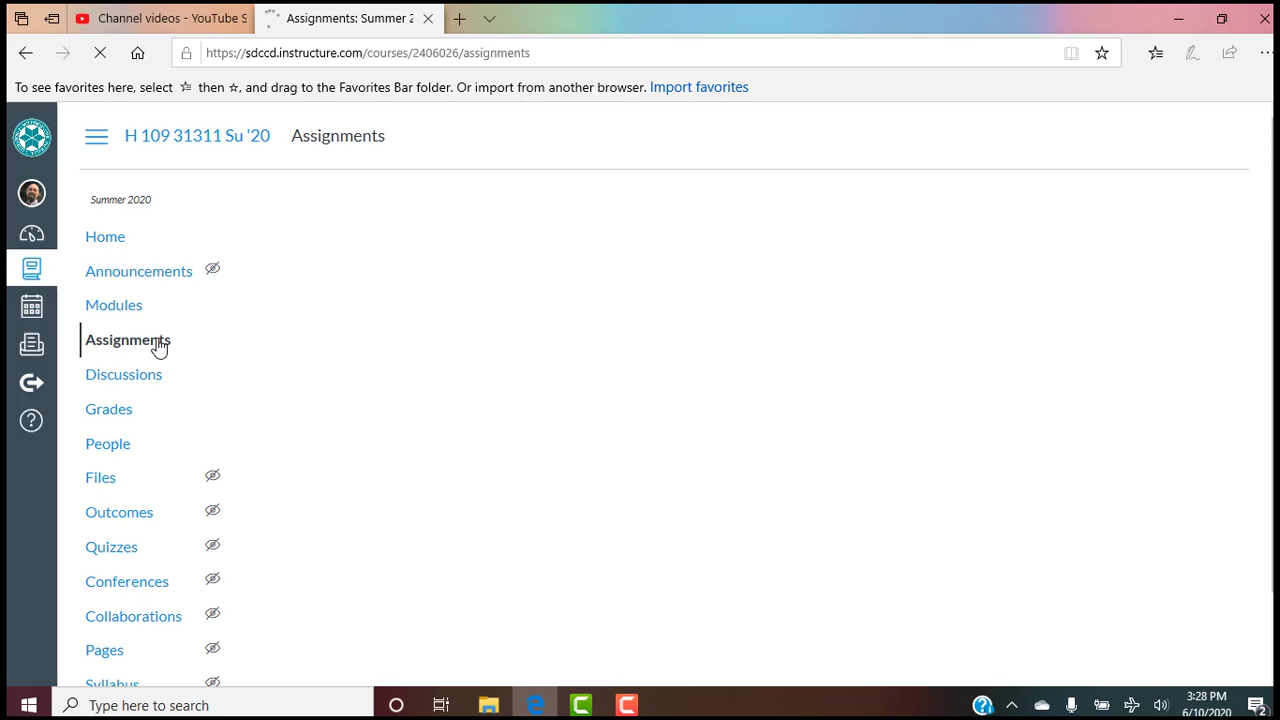 Channel videos - YouTube S
Assignments: Summer 2
https://sdccd.instructure.com/courses/2406026/assignments
To see favorites here, select then ☆, and drag to the Favorites Bar folder. Or import from another browser. Import favorites
H 109 31311 Su '20 Assignments
Summer 2020
Home
Announcements
Modules
Assignments
Discussions
Grades
People
Files
Outcomes
Quizzes
Conferences
Collaborations
Pages
Syllabus
Type here to search
3:28 PM
6/10/2020
2